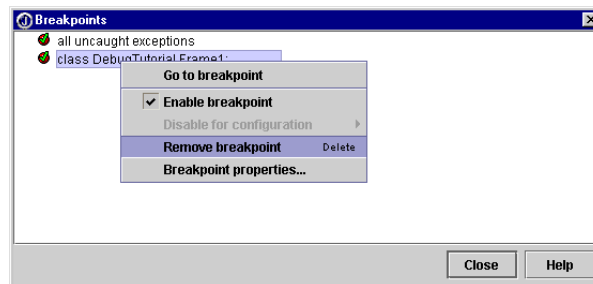 Breakpoints
all uncaught exceptions
class DebugTutorial.Frame1:
Go to breakpoint
Enable breakpoint
Disable for configuration
Remove breakpoint Delete
Breakpoint properties...
Close Help